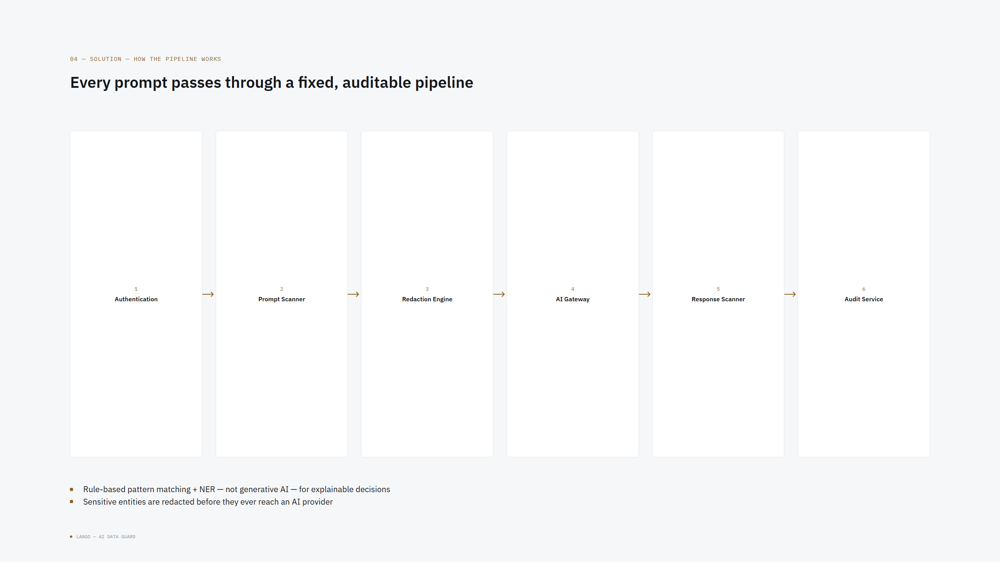 04 — SOLUTION — HOW THE PIPELINE WORKS
Every prompt passes through a fixed, auditable pipeline
1
Authentication
2
Prompt Scanner
3
Redaction Engine
4
AI Gateway
5
Response Scanner
6
Audit Service
Rule-based pattern matching + NER — not generative AI — for explainable decisions
Sensitive entities are redacted before they ever reach an AI provider
LANGO — AI DATA GUARD